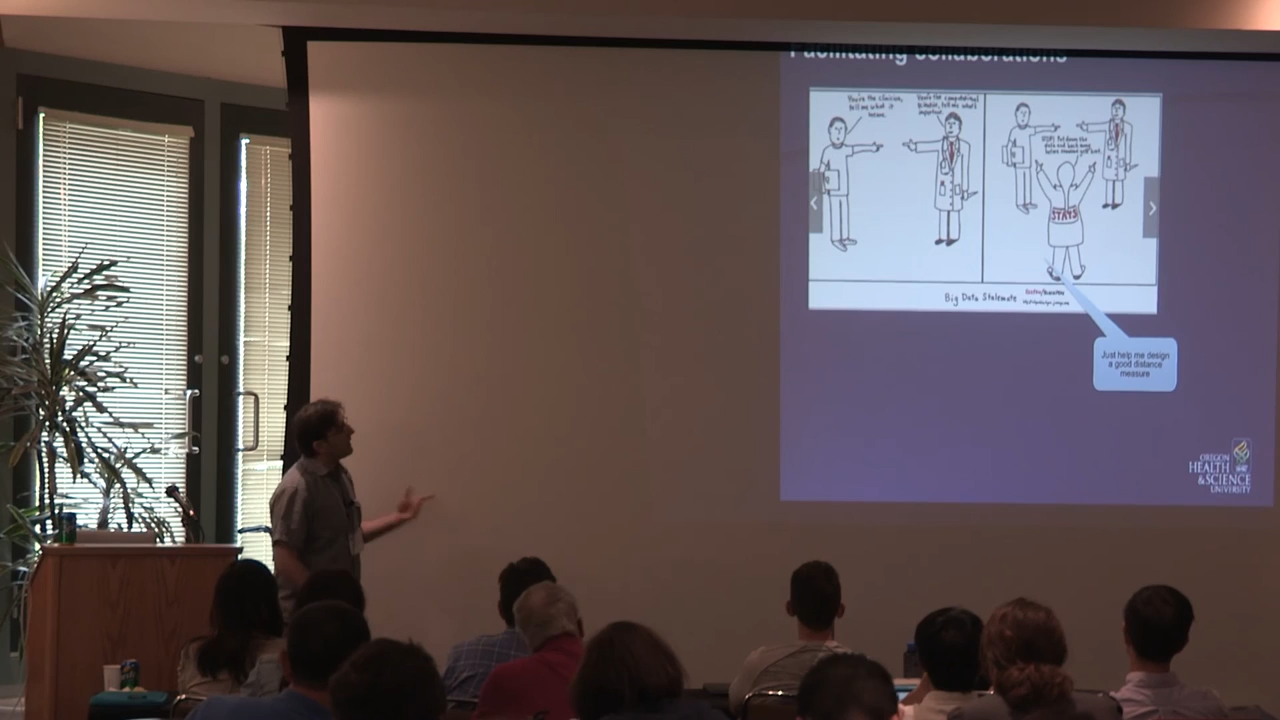 Facilitating collaborations
You're the clinician,
tell me what it
means.
You're the computational
scientist, tell me what's
important.
STOP! Put down the
data and back away
before someone gets hurt.
STATS
Big Data Stalemate
Just help me design
a good distance
measure
OREGON
HEALTH
& SCIENCE
UNIVERSITY